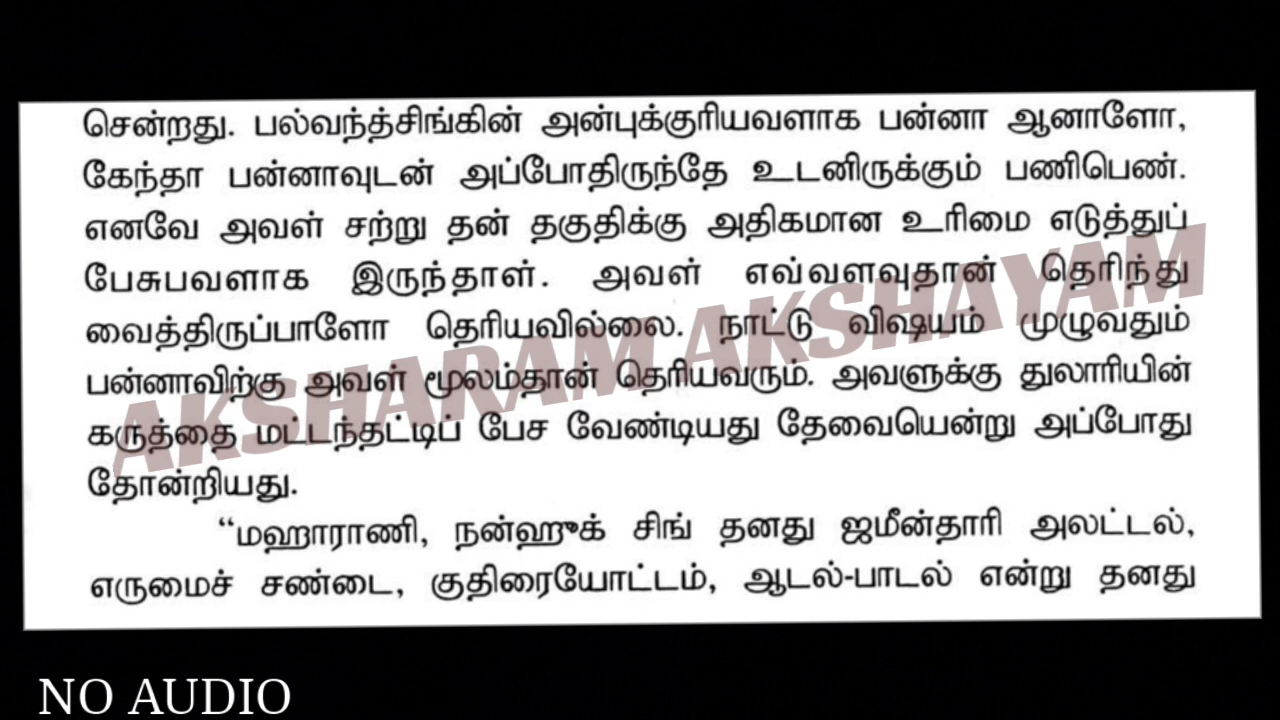 சென்றது. பல்வந்த்சிங்கின் அன்புக்குரியவளாக பன்னா ஆனாளோ,
கேந்தா பன்னாவுடன் அப்போதிருந்தே உடனிருக்கும் பணிபெண்.
எனவே அவள் சற்று தன் தகுதிக்கு அதிகமான உரிமை எடுத்துப்
பேசுபவளாக இருந்தாள். அவள் எவ்வளவுதான் தெரிந்து
வைத்திருப்பாளோ தெரியவில்லை. நாட்டு விஷயம் முழுவதும்
பன்னாவிற்கு அவள் மூலம்தான் தெரியவரும். அவளுக்கு துலாரியின்
கருத்தை மட்டந்தட்டிப் பேச வேண்டியது தேவையென்று அப்போது
தோன்றியது.
“மஹாராணி, நன்ஹுக் சிங் தனது ஜமீன்தாரி அலட்டல்,
எருமைச் சண்டை, குதிரையோட்டம், ஆடல்-பாடல் என்று தனது
AKSHARAM AKSHAYAM
NO AUDIO